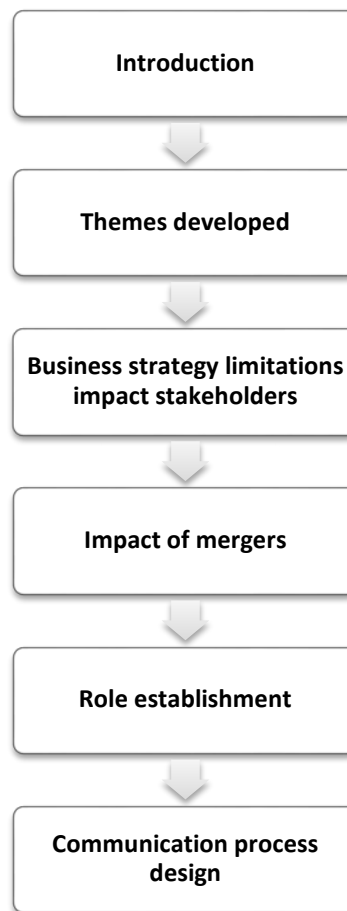 Introduction
Themes developed
Business strategy limitations
impact stakeholders
Impact of mergers
Role establishment
Communication process
design